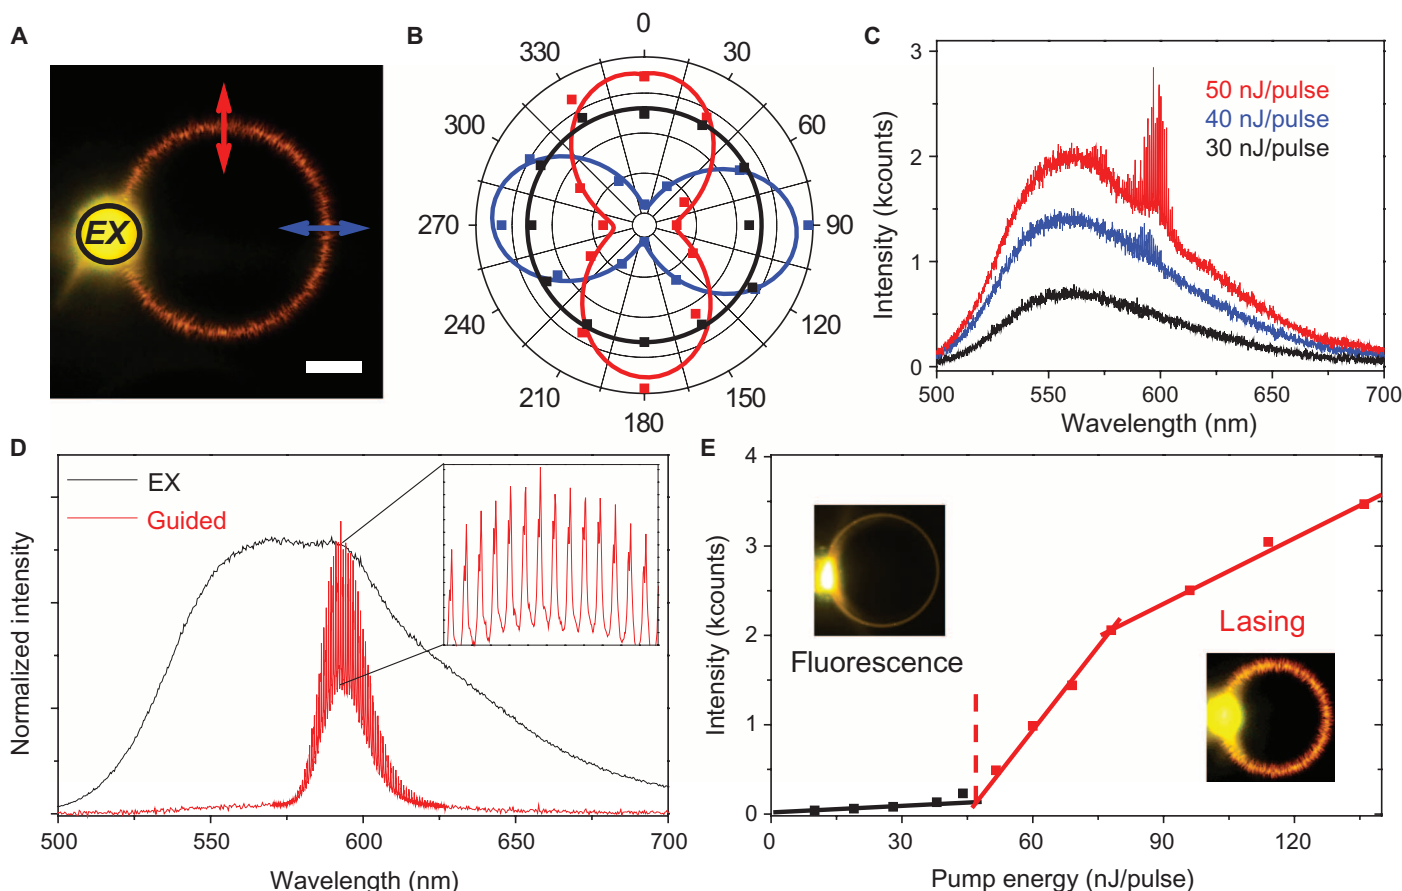 A
EX
B
0
30
60
90
120
150
180
210
240
270
300
330
C
3
2
1
0
Intensity (kcounts)
50 nJ/pulse
40 nJ/pulse
30 nJ/pulse
500 550 600 650 700
Wavelength (nm)
D
EX
Guided
Normalized intensity
500 550 600 650 700
Wavelength (nm)
E
4
3
2
1
0
Intensity (kcounts)
Fluorescence
Lasing
0 30 60 90 120
Pump energy (nJ/pulse)